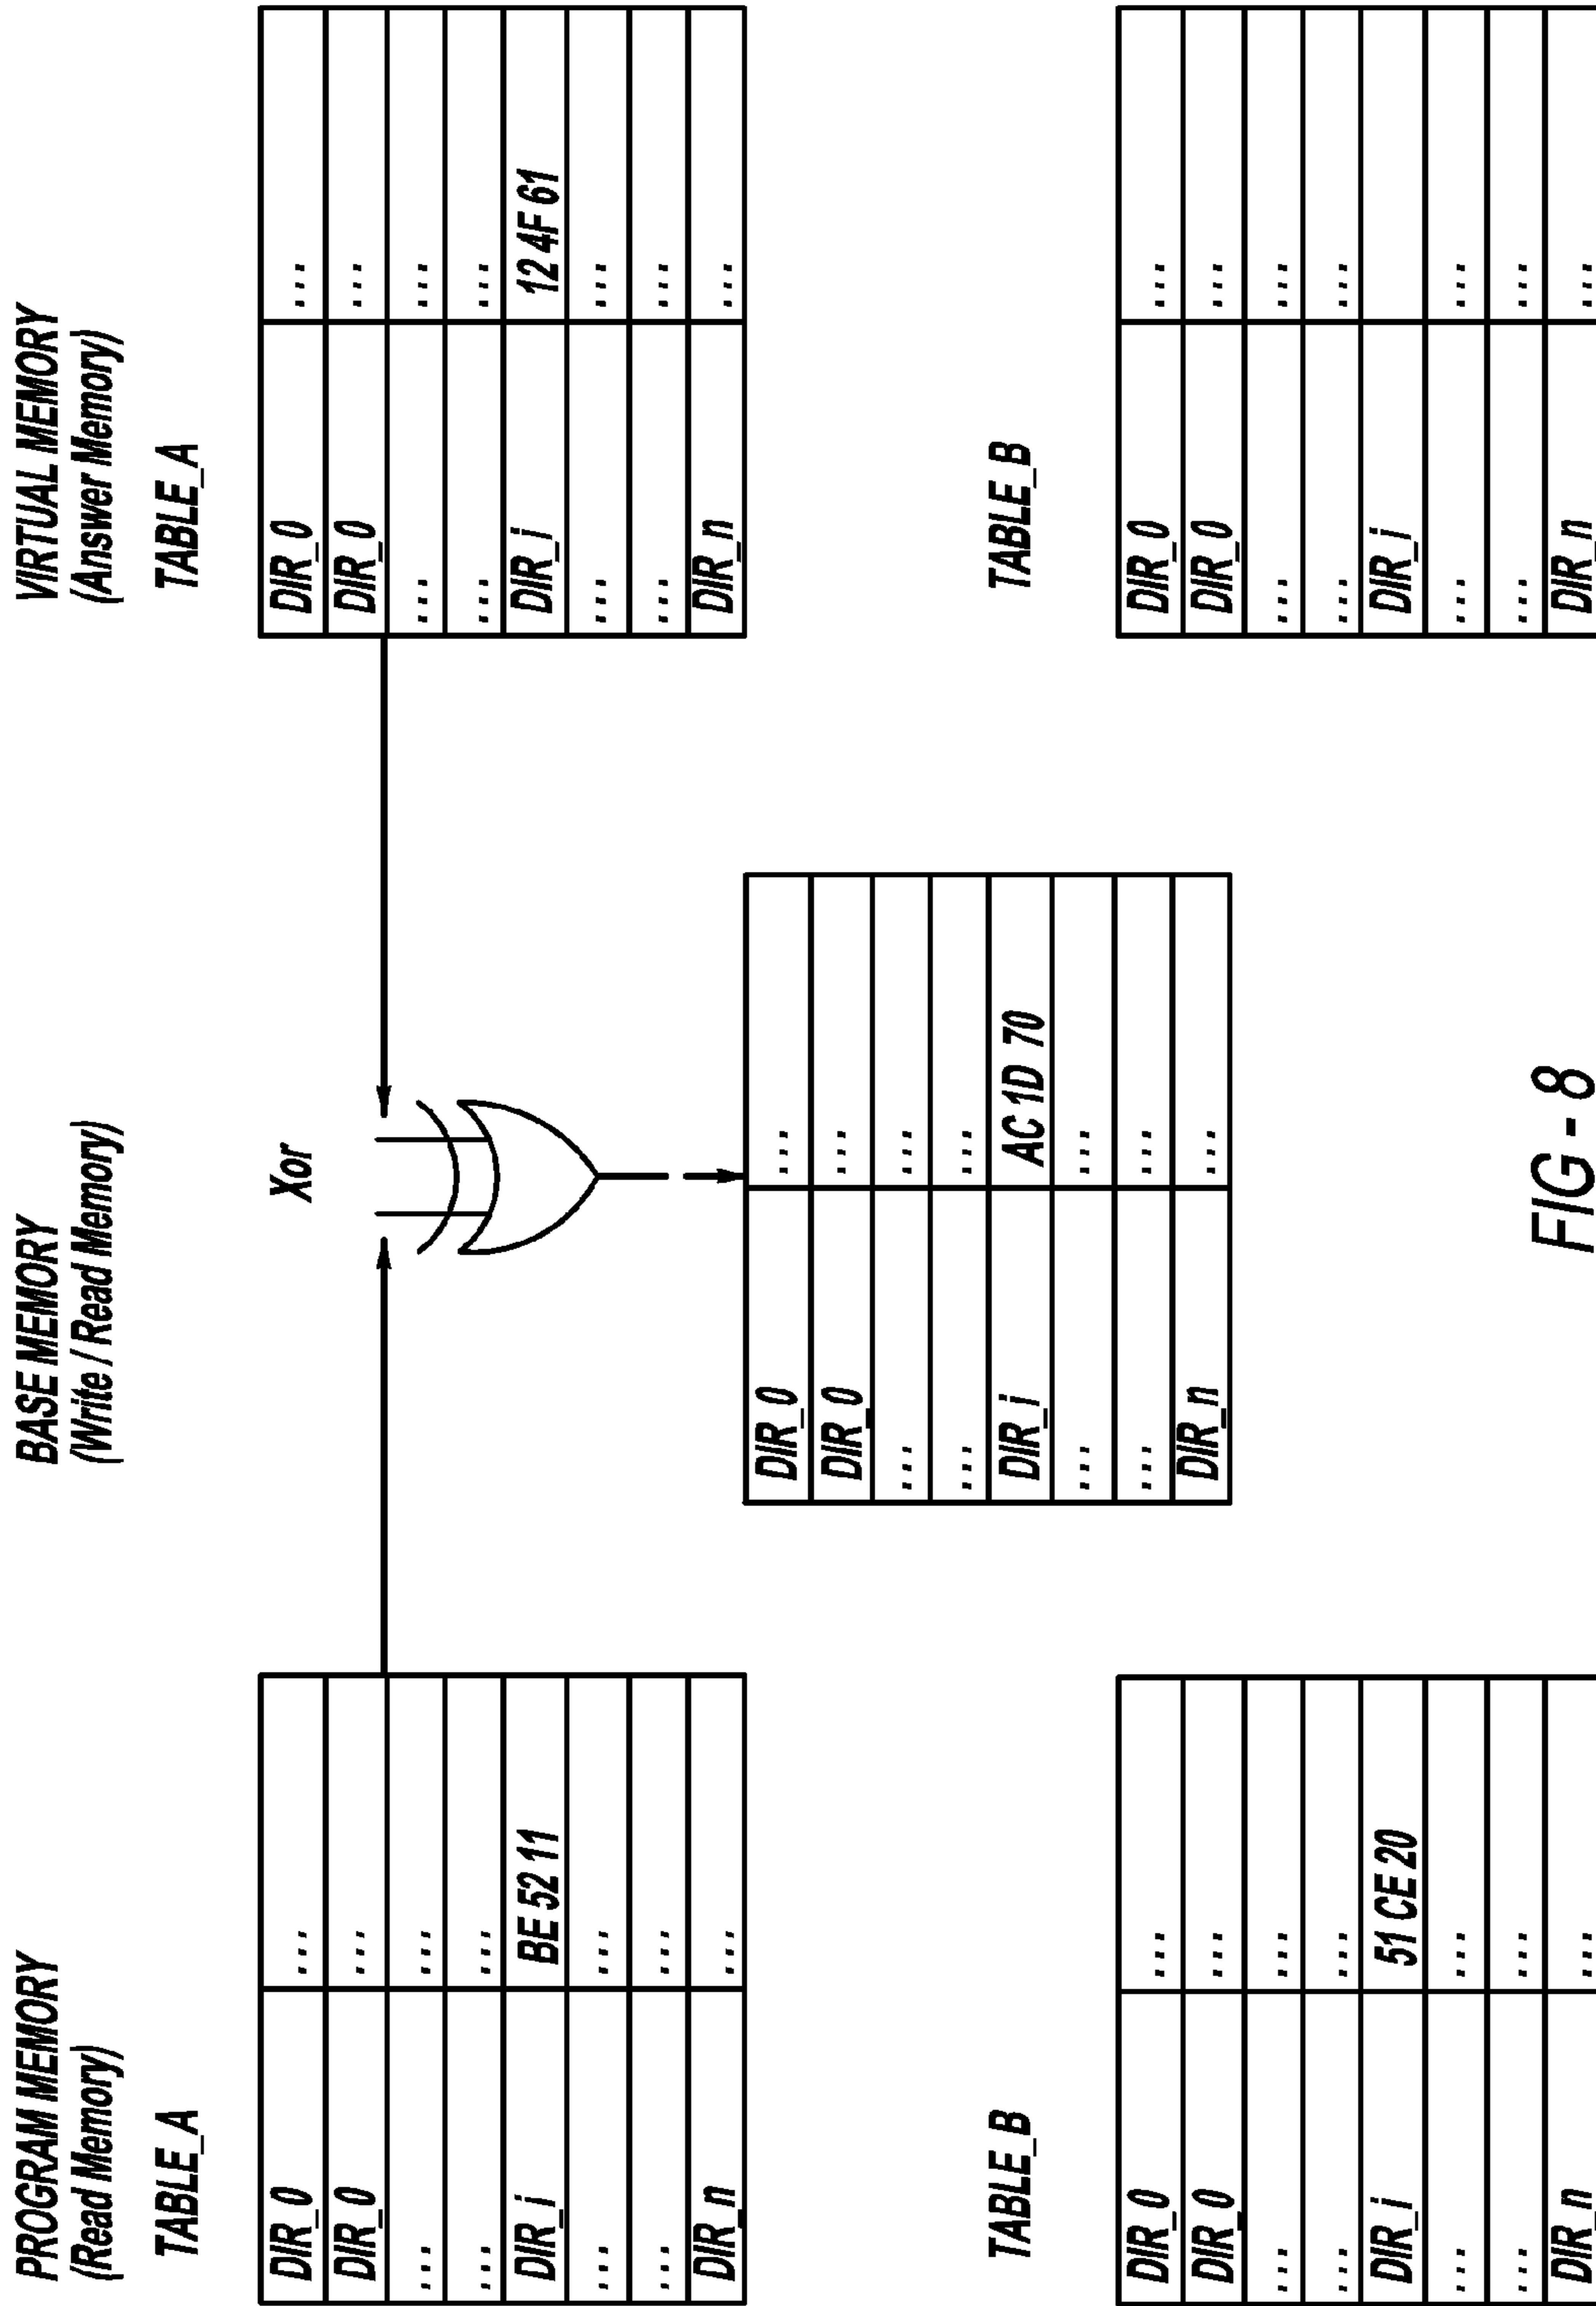 PROGRAM MEMORY
(Read Memory)
TABLE_A
DIR_0 ...
DIR_0 ...
... ...
... ...
DIR_i BE 52 11
... ...
... ...
DIR_n ...
TABLE_B
DIR_0 ...
DIR_0 ...
... ...
... ...
DIR_i 51 CE 20
... ...
... ...
DIR_n ...
BASE MEMORY
(Write / Read Memory)
Xor
DIR_0 ...
DIR_0 ...
... ...
... ...
DIR_i AC 1D 70
... ...
... ...
DIR_n ...
VIRTUAL MEMORY
(Answer Memory)
TABLE_A
DIR_0 ...
DIR_0 ...
... ...
... ...
DIR_i 12 4F 61
... ...
... ...
DIR_n ...
TABLE_B
DIR_0 ...
DIR_0 ...
... ...
... ...
DIR_i
... ...
... ...
DIR_n ...
FIG - 8